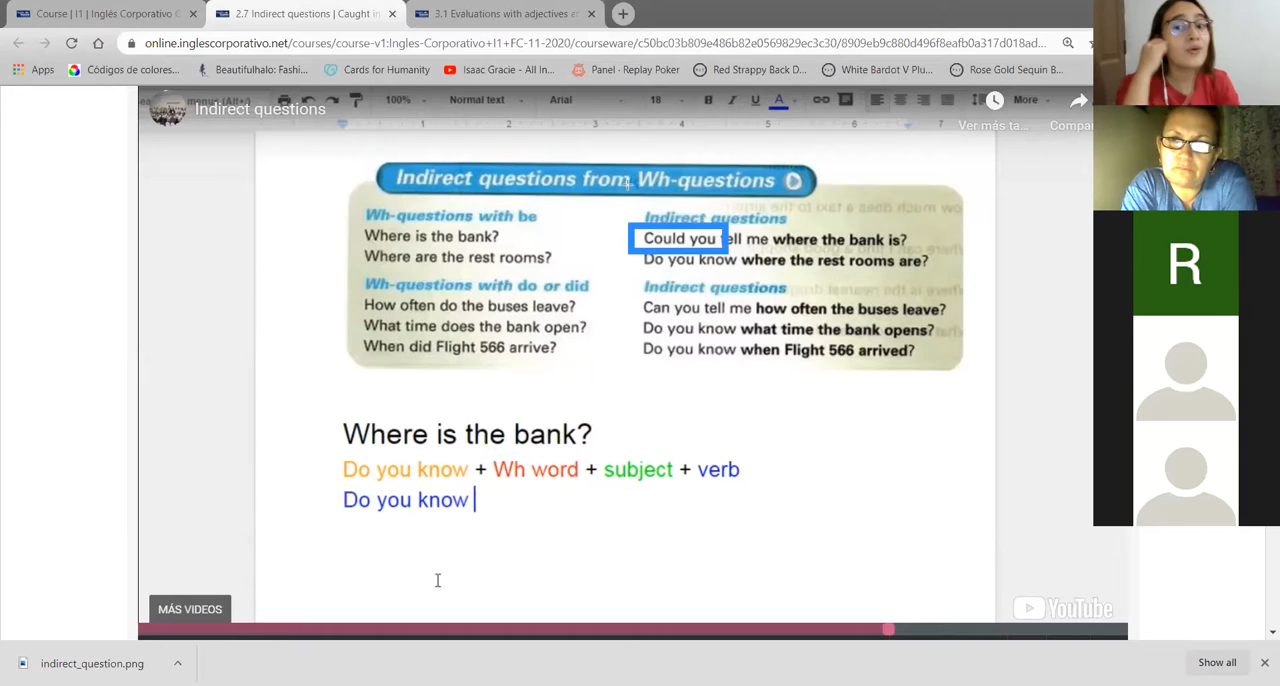 Course | I1 | Inglés Corporativo
2.7 Indirect questions | Caught in
3.1 Evaluations with adjectives
online.inglescorporativo.net/courses/course-v1:Ingles-Corporativo+I1+FC-11-2020/courseware/c50bc03b809e486b82e0569829ec3c30/8909eb9c880d496f8eafb0a317d018ad...
Apps
Códigos de colores...
Beautifulhalo: Fashi...
Cards for Humanity
Isaac Gracie - All In...
Panel · Replay Poker
Red Strappy Back D...
White Bardot V Plu...
Rose Gold Sequin B...
100% Normal text Arial 18 B I U A More
Indirect questions
1 2 3 4 5 6 7
Ver más ta...
Compar
Indirect questions from Wh-questions
Wh-questions with be
Where is the bank?
Where are the rest rooms?
Wh-questions with do or did
How often do the buses leave?
What time does the bank open?
When did Flight 566 arrive?
Indirect questions
Could you tell me where the bank is?
Do you know where the rest rooms are?
Indirect questions
Can you tell me how often the buses leave?
Do you know what time the bank opens?
Do you know when Flight 566 arrived?
Where is the bank?
Do you know + Wh word + subject + verb
Do you know
R
MÁS VIDEOS
YouTube
indirect_question.png
Show all